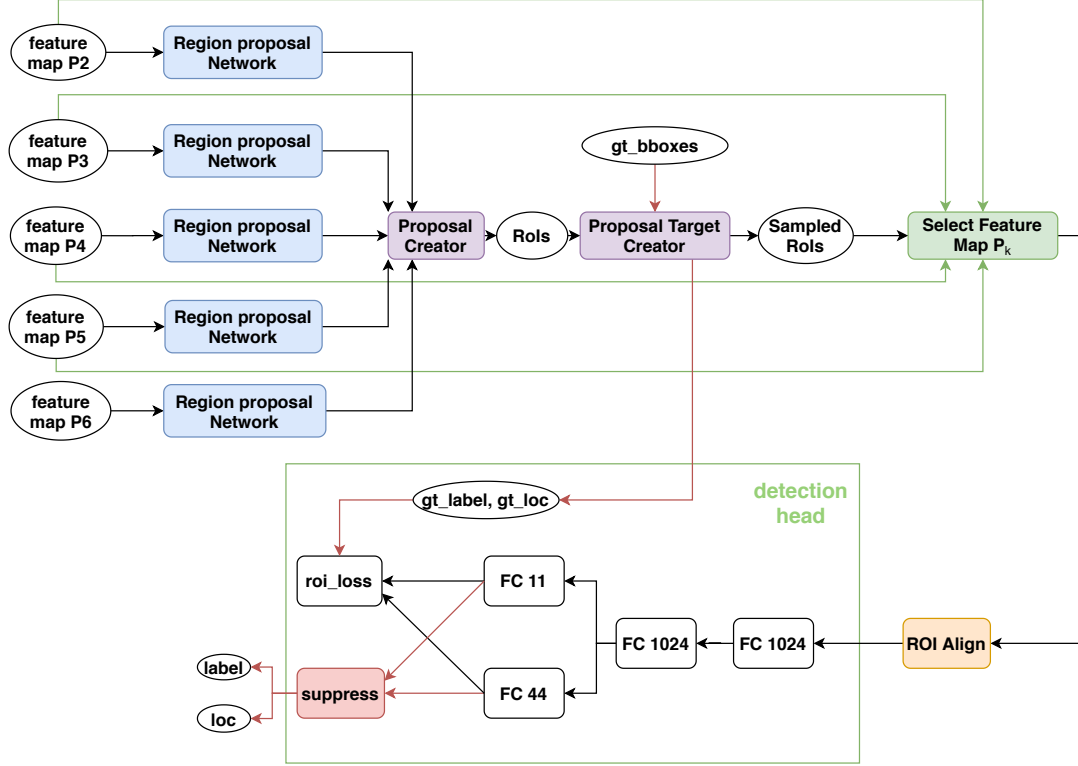 feature
map P2
Region proposal
Network
feature
map P3
Region proposal
Network
gt_bboxes
feature
map P4
Region proposal
Network
Proposal
Creator
RoIs
Proposal Target
Creator
Sampled
RoIs
Select Feature
Map Pk
feature
map P5
Region proposal
Network
feature
map P6
Region proposal
Network
detection
head
gt_label, gt_loc
roi_loss
FC 11
FC 1024
FC 1024
ROI Align
label
suppress
FC 44
loc